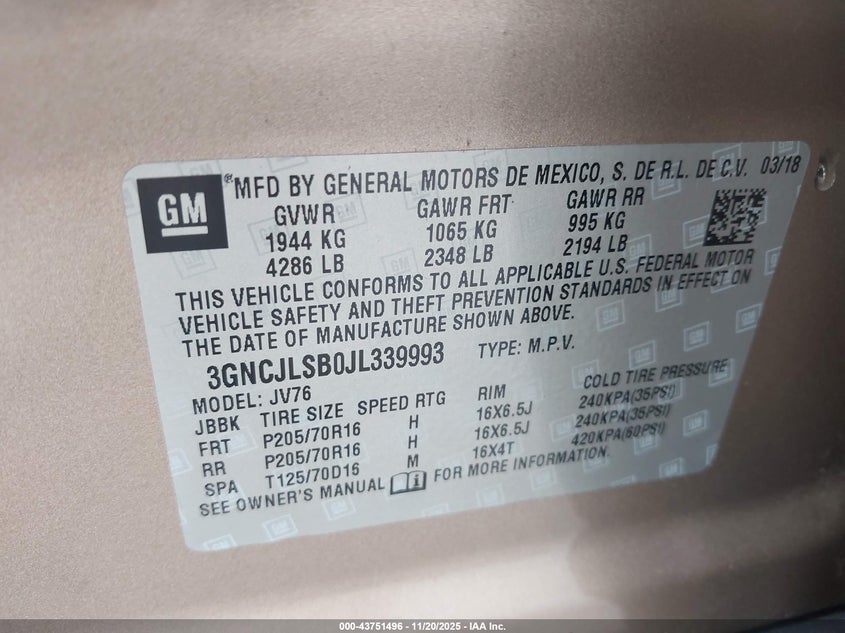 GM
®MFD BY GENERAL MOTORS DE MEXICO, S. DE R.L. DE C.V. 03/18
GVWR GAWR FRT GAWR RR
1944 KG 1065 KG 995 KG
4286 LB 2348 LB 2194 LB
THIS VEHICLE CONFORMS TO ALL APPLICABLE U.S. FEDERAL MOTOR
VEHICLE SAFETY AND THEFT PREVENTION STANDARDS IN EFFECT ON
THE DATE OF MANUFACTURE SHOWN ABOVE.
3GNCJLSB0JL339993 TYPE: M.P.V.
MODEL: JV76
JBBK TIRE SIZE SPEED RTG RIM COLD TIRE PRESSURE
FRT P205/70R16 H 16X6.5J 240KPA(35PSI)
RR P205/70R16 H 16X6.5J 240KPA(35PSI)
SPA T125/70D16 M 16X4T 420KPA(60PSI)
SEE OWNER'S MANUAL FOR MORE INFORMATION.
000-43751496 - 11/20/2025 - IAA Inc.